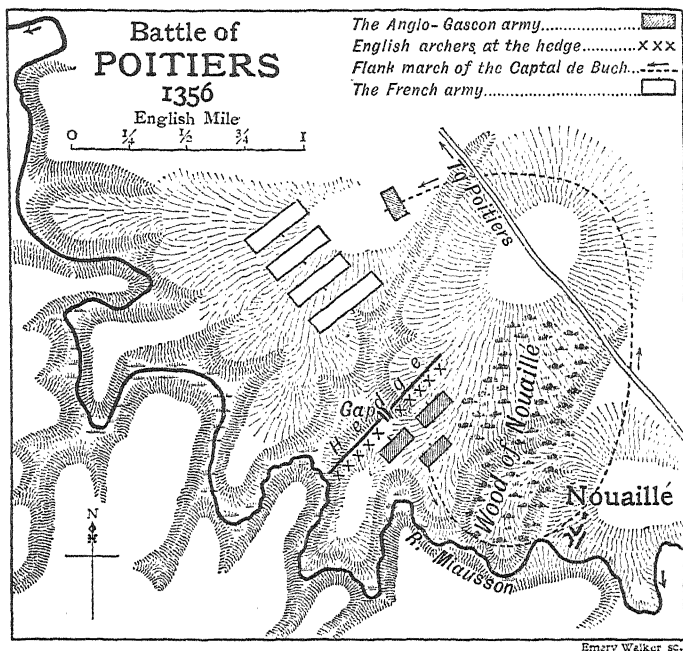 Battle of
POITIERS
1356
English Mile
0 ¼ ½ ¾ 1
The Anglo-Gascon army
English archers at the hedge xxx
Flank march of the Captal de Buch
The French army
To Poitiers
Hedge
Gap
Wood of Nouaillé
Nouaillé
R. Miausson
N
Emery Walker sc.